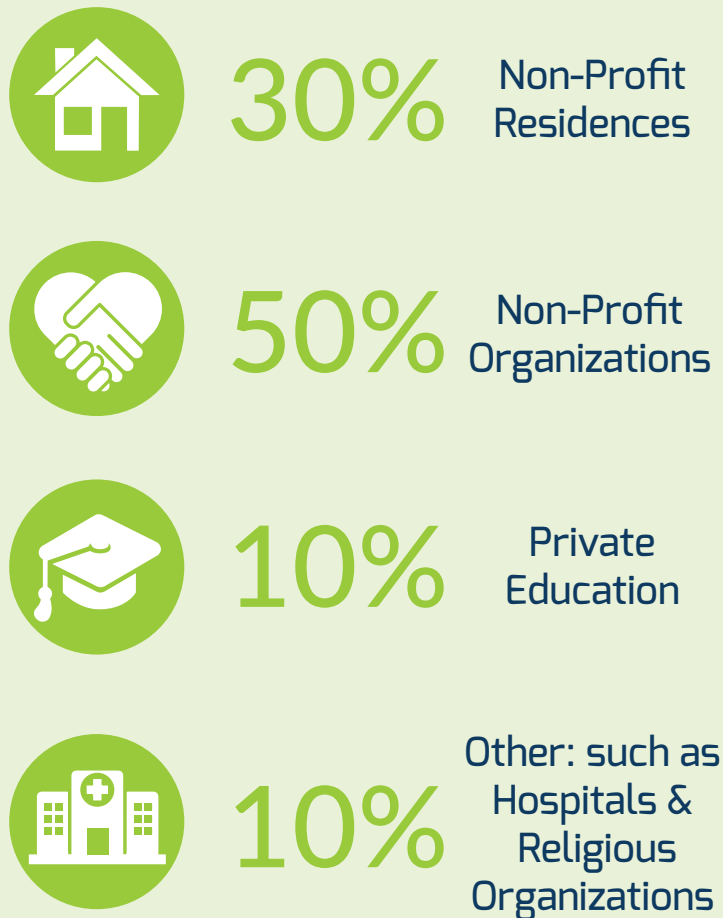 30%
Non-Profit
Residences
50%
Non-Profit
Organizations
10%
Private
Education
10%
Other: such as
Hospitals &
Religious
Organizations